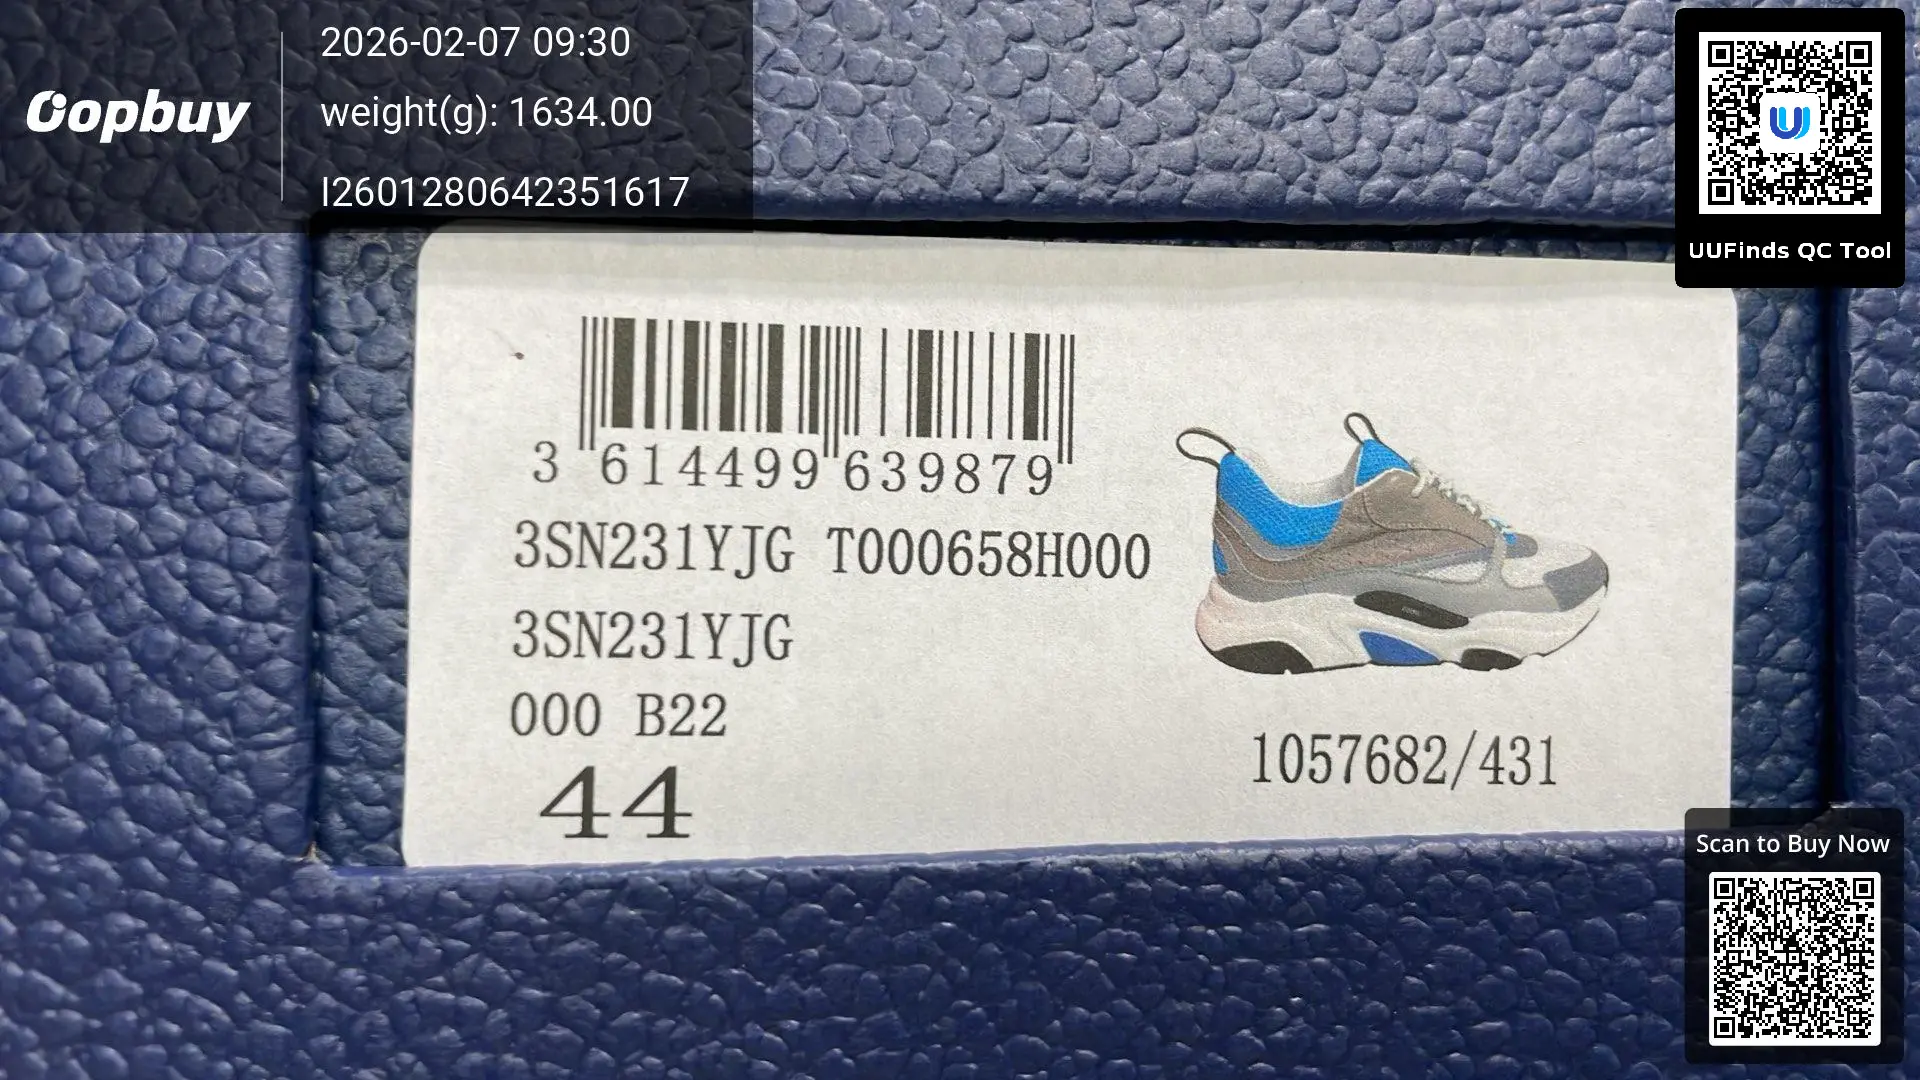 Oopbuy
2026-02-07 09:30
weight(g): 1634.00
I2601280642351617
UUFinds QC Tool
3 614499 639879
3SN231YJG T000658H000
3SN231YJG
000 B22
44
1057682/431
Scan to Buy Now